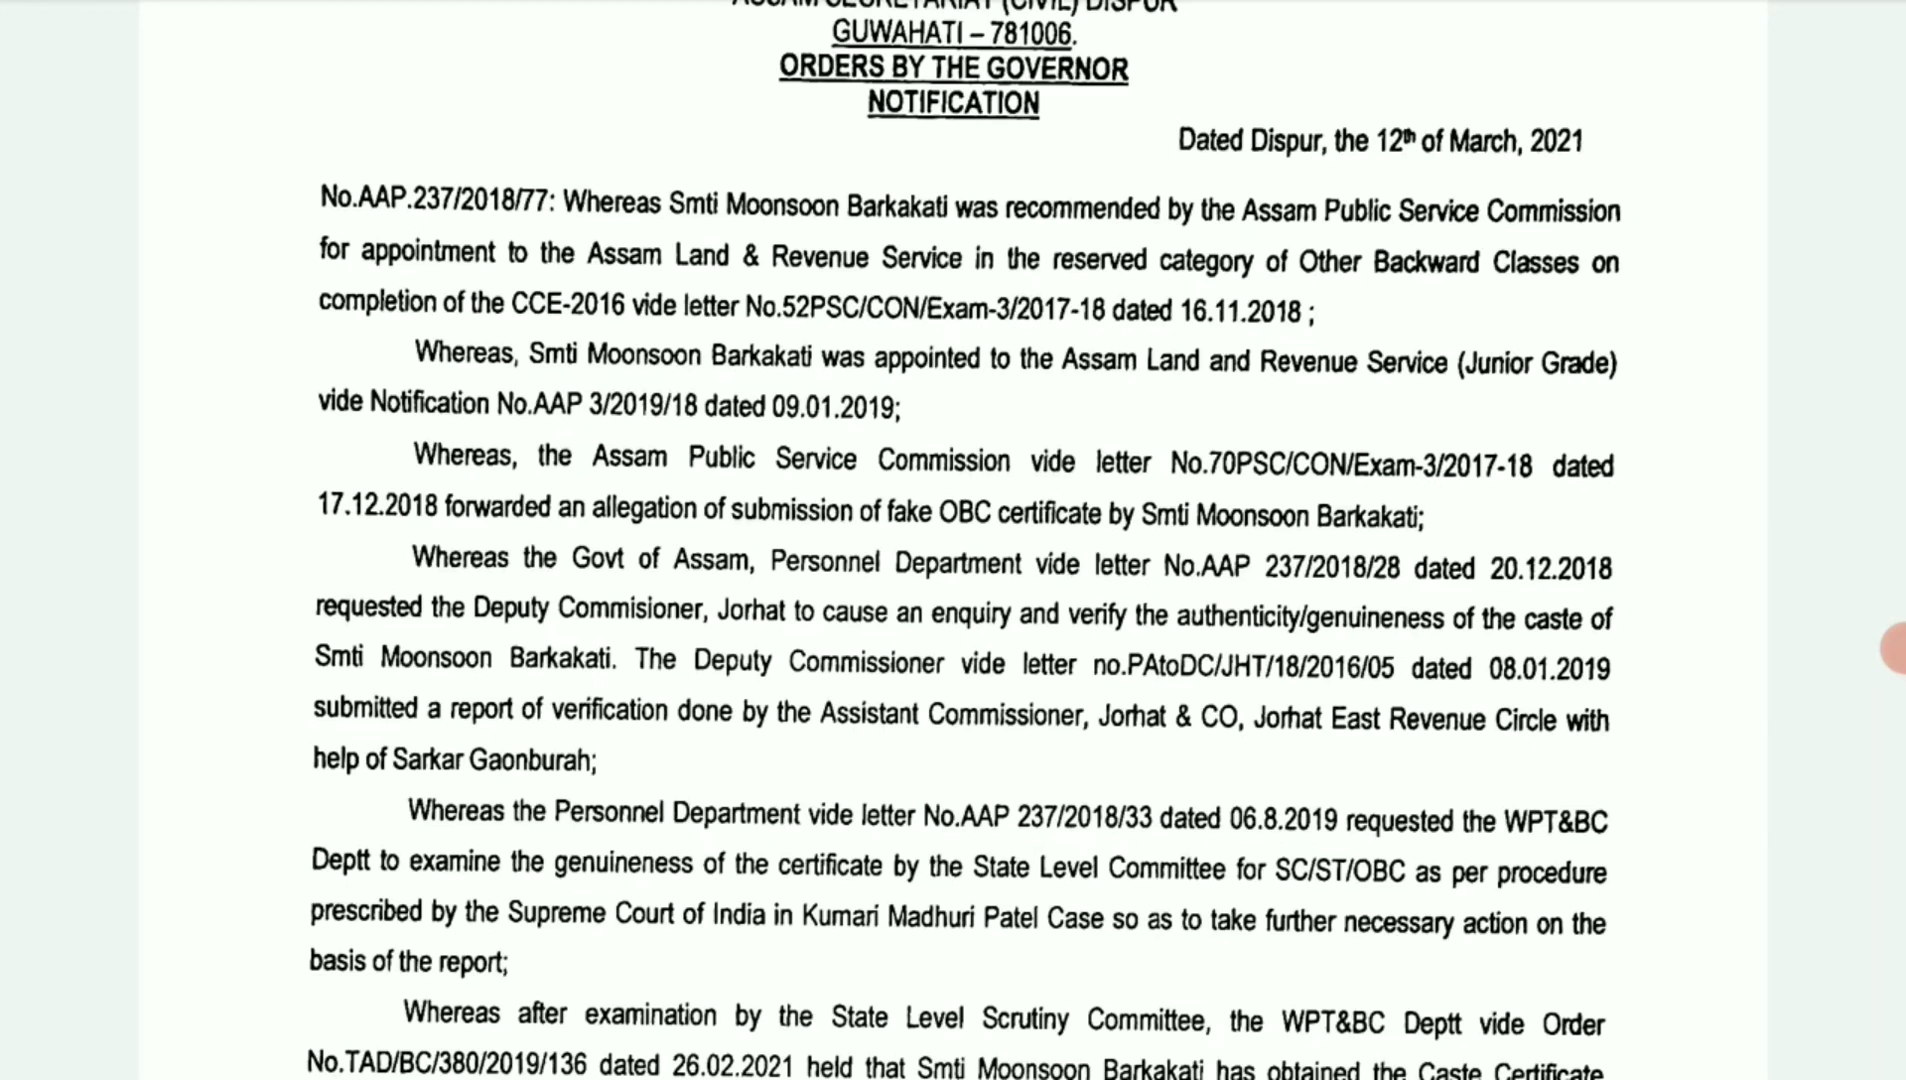 ASSAM SECRETARIAT (CIVIL) DISPUR
GUWAHATI – 781006.
ORDERS BY THE GOVERNOR
NOTIFICATION
Dated Dispur, the 12th of March, 2021
No.AAP.237/2018/77: Whereas Smti Moonsoon Barkakati was recommended by the Assam Public Service Commission
for appointment to the Assam Land & Revenue Service in the reserved category of Other Backward Classes on
completion of the CCE-2016 vide letter No.52PSC/CON/Exam-3/2017-18 dated 16.11.2018 ;
Whereas, Smti Moonsoon Barkakati was appointed to the Assam Land and Revenue Service (Junior Grade)
vide Notification No.AAP 3/2019/18 dated 09.01.2019;
Whereas, the Assam Public Service Commission vide letter No.70PSC/CON/Exam-3/2017-18 dated
17.12.2018 forwarded an allegation of submission of fake OBC certificate by Smti Moonsoon Barkakati;
Whereas the Govt of Assam, Personnel Department vide letter No.AAP 237/2018/28 dated 20.12.2018
requested the Deputy Commisioner, Jorhat to cause an enquiry and verify the authenticity/genuineness of the caste of
Smti Moonsoon Barkakati. The Deputy Commissioner vide letter no.PAtoDC/JHT/18/2016/05 dated 08.01.2019
submitted a report of verification done by the Assistant Commissioner, Jorhat & CO, Jorhat East Revenue Circle with
help of Sarkar Gaonburah;
Whereas the Personnel Department vide letter No.AAP 237/2018/33 dated 06.8.2019 requested the WPT&BC
Deptt to examine the genuineness of the certificate by the State Level Committee for SC/ST/OBC as per procedure
prescribed by the Supreme Court of India in Kumari Madhuri Patel Case so as to take further necessary action on the
basis of the report;
Whereas after examination by the State Level Scrutiny Committee, the WPT&BC Deptt vide Order
No.TAD/BC/380/2019/136 dated 26.02.2021 held that Smti Moonsoon Barkakati has obtained the Caste Certificate